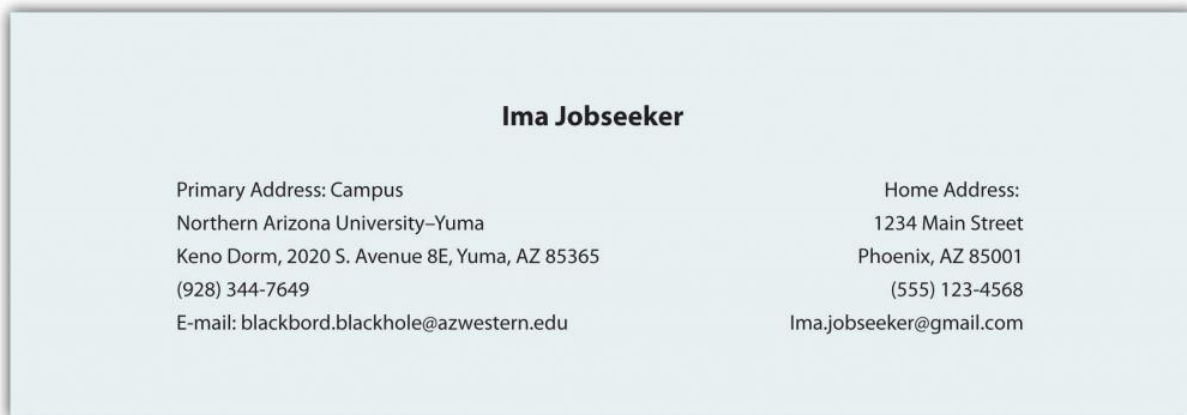 Ima Jobseeker
Primary Address: Campus
Northern Arizona University–Yuma
Keno Dorm, 2020 S. Avenue 8E, Yuma, AZ 85365
(928) 344-7649
E-mail: blackbord.blackhole@azwestern.edu
Home Address:
1234 Main Street
Phoenix, AZ 85001
(555) 123-4568
Ima.jobseeker@gmail.com